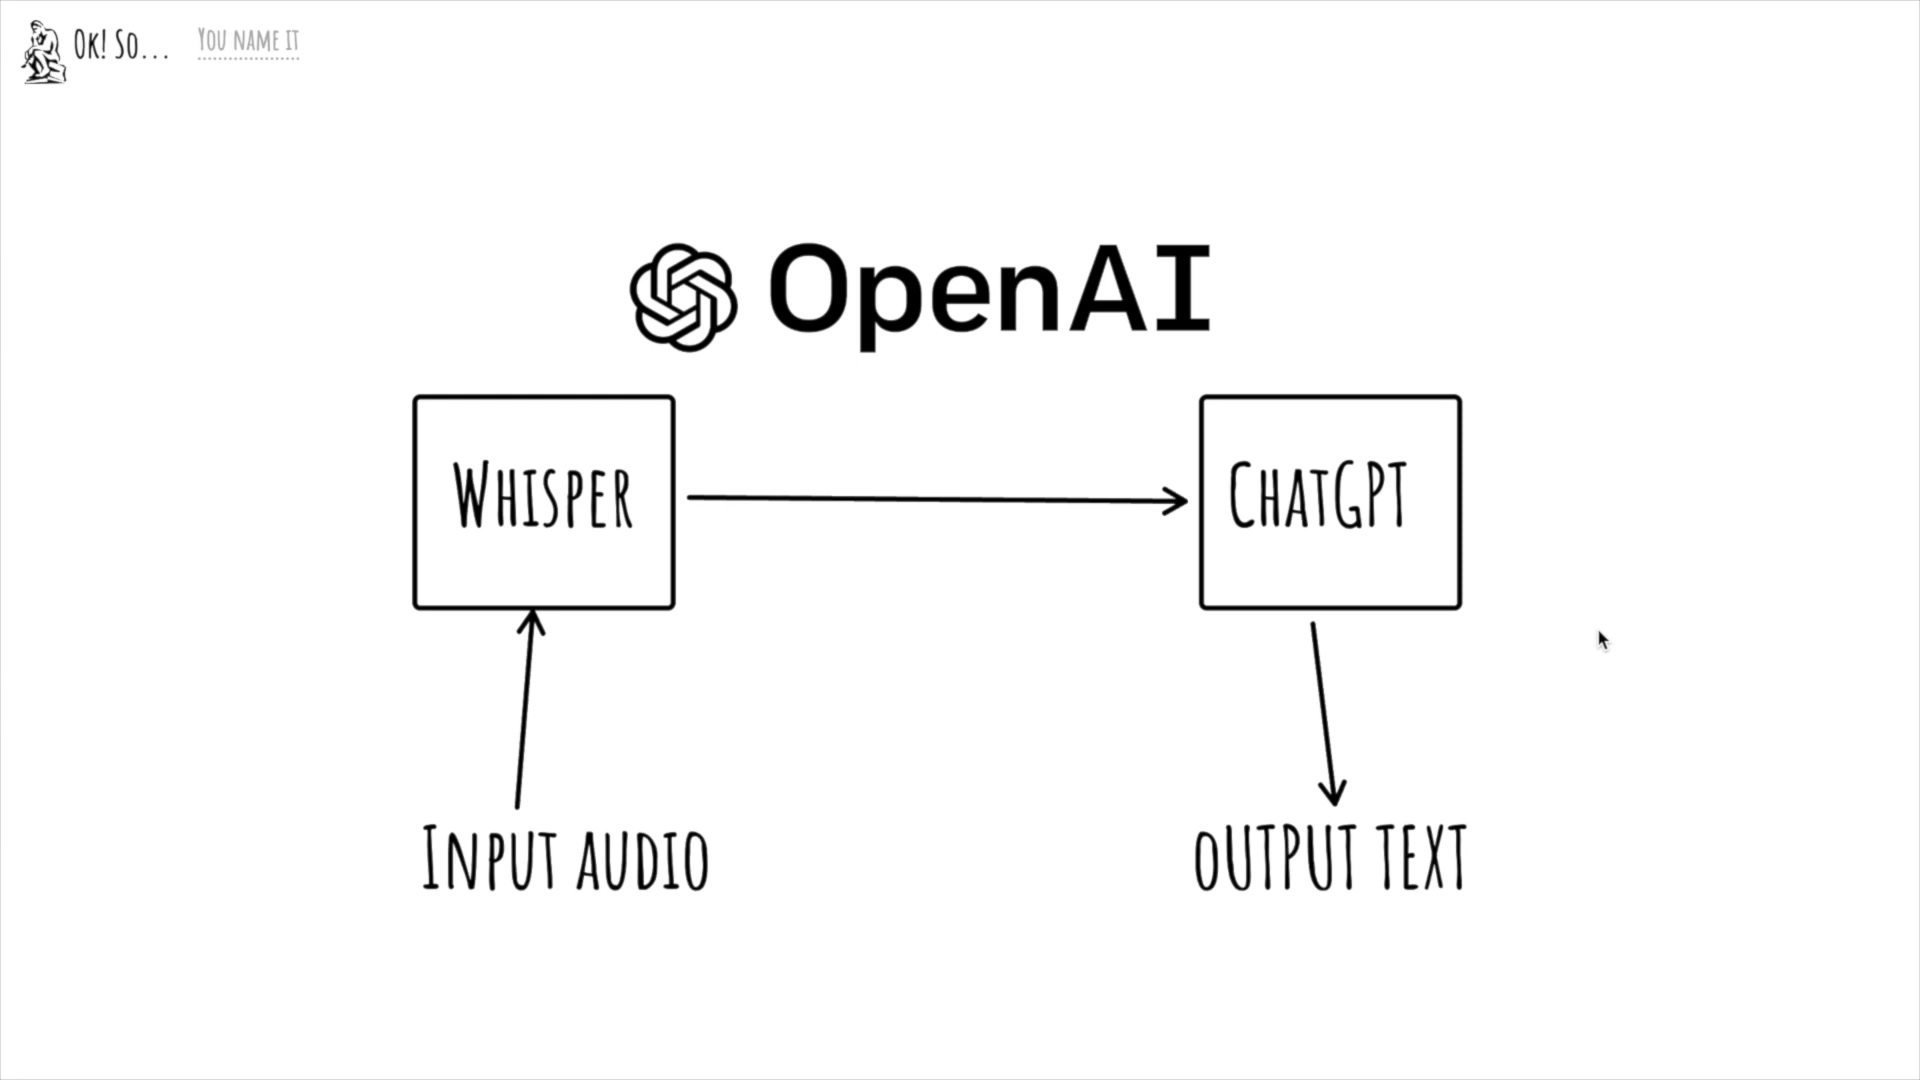 Ok! So... You name it
OpenAI
Whisper
ChatGPT
Input audio
output text